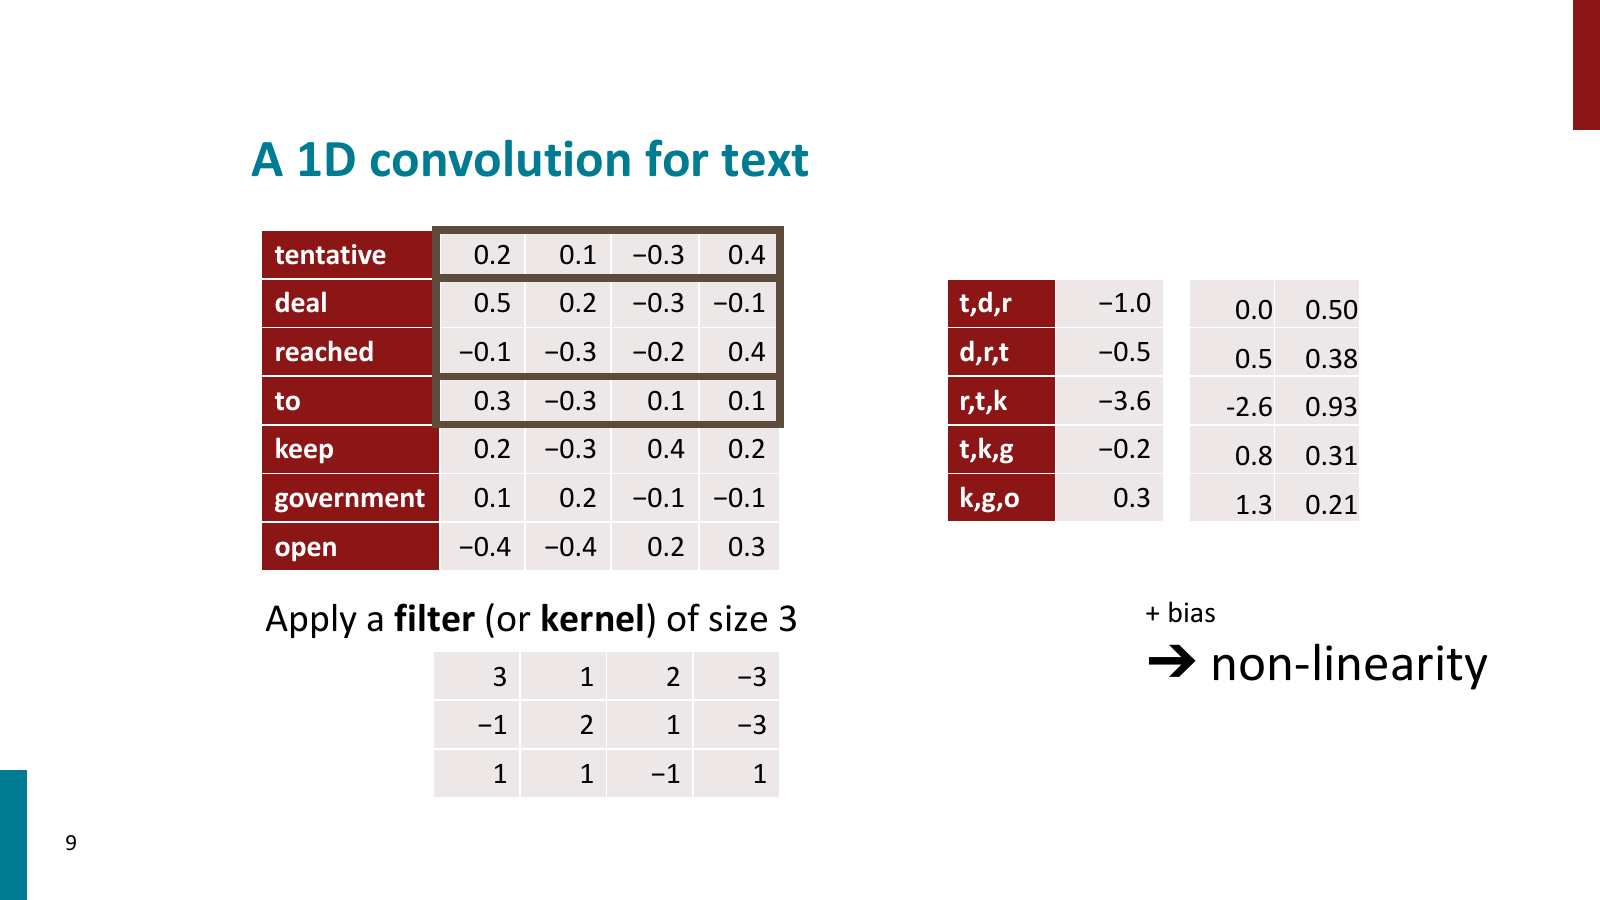 A 1D convolution for text
tentative 0.2 0.1 −0.3 0.4
deal 0.5 0.2 −0.3 −0.1
reached −0.1 −0.3 −0.2 0.4
to 0.3 −0.3 0.1 0.1
keep 0.2 −0.3 0.4 0.2
government 0.1 0.2 −0.1 −0.1
open −0.4 −0.4 0.2 0.3
t,d,r −1.0 0.0 0.50
d,r,t −0.5 0.5 0.38
r,t,k −3.6 -2.6 0.93
t,k,g −0.2 0.8 0.31
k,g,o 0.3 1.3 0.21
Apply a filter (or kernel) of size 3
3 1 2 −3
−1 2 1 −3
1 1 −1 1
+ bias
➔ non-linearity
9